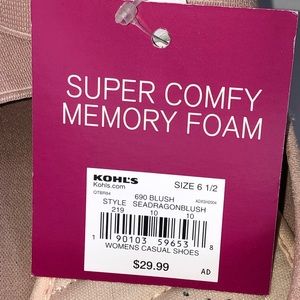 SUPER COMFY
MEMORY FOAM
KOHL'S
Kohls.com
SIZE 6 1/2
690 BLUSH
STYLE SEADRAGONBLUSH
219 10 10
1 90103 59653 8
WOMENS CASUAL SHOES
$29.99 AD